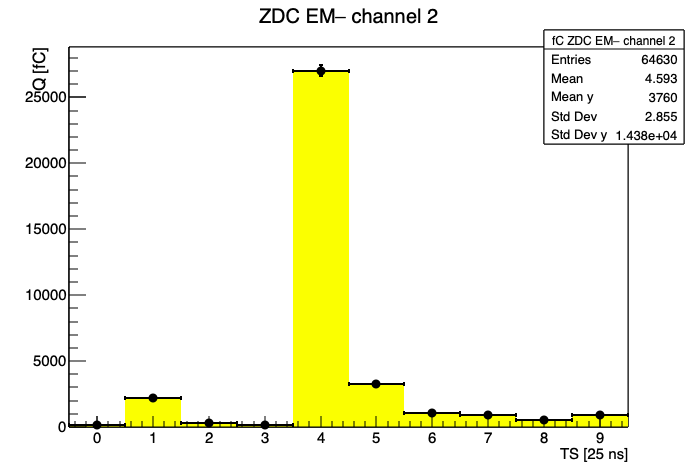 ZDC EM− channel 2
fC ZDC EM− channel 2
Entries 64630
Mean 4.593
Mean y 3760
Std Dev 2.855
Std Dev y 1.438e+04
Q [fC]
25000
20000
15000
10000
5000
0
0 1 2 3 4 5 6 7 8 9
TS [25 ns]